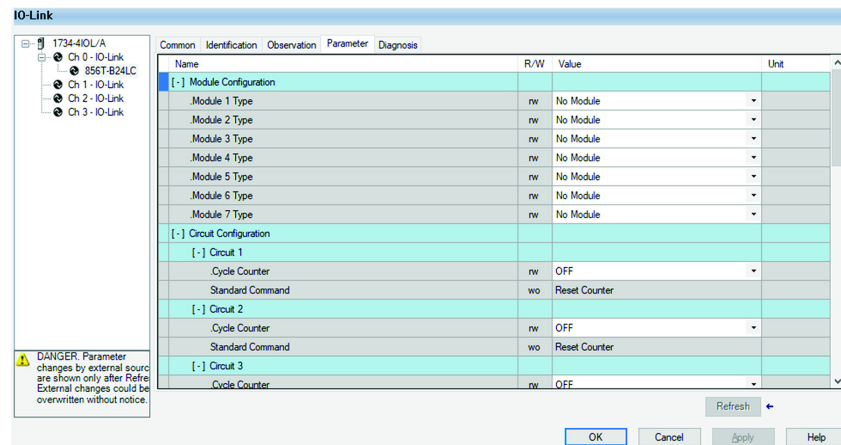 IO-Link
1734-4IOL/A
Ch 0 - IO-Link
856T-B24LC
Ch 1 - IO-Link
Ch 2 - IO-Link
Ch 3 - IO-Link
DANGER. Parameter
changes by external sourc
are shown only after Refre
External changes could be
overwritten without notice.
Common Identification Observation Parameter Diagnosis
Name R/W Value Unit
[-] Module Configuration
.Module 1 Type rw No Module
.Module 2 Type rw No Module
.Module 3 Type rw No Module
.Module 4 Type rw No Module
.Module 5 Type rw No Module
.Module 6 Type rw No Module
.Module 7 Type rw No Module
[-] Circuit Configuration
[-] Circuit 1
.Cycle Counter rw OFF
Standard Command wo Reset Counter
[-] Circuit 2
.Cycle Counter rw OFF
Standard Command wo Reset Counter
[-] Circuit 3
.Cycle Counter rw OFF
Refresh
OK Cancel Apply Help